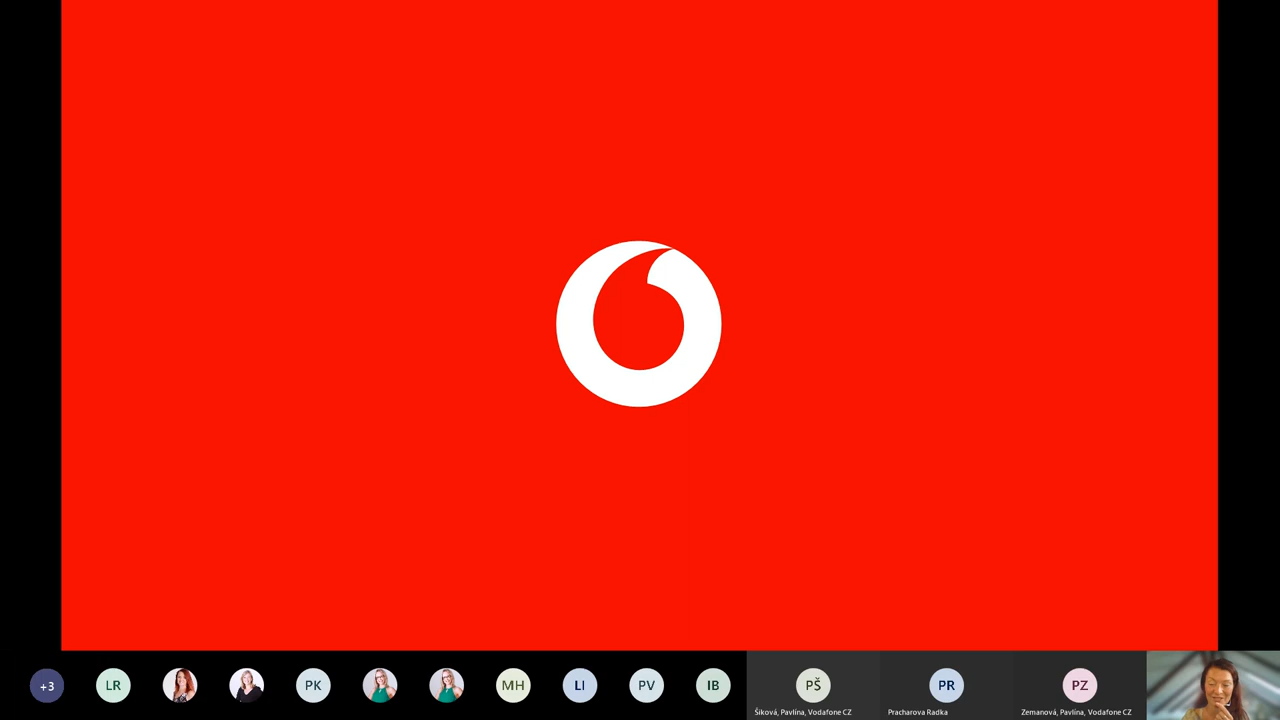 +3
LR
PK
MH
LI
PV
IB
PŠ
PR
PZ
Šiková, Pavlína, Vodafone CZ
Pracharova Radka
Zemanová, Pavlína, Vodafone CZ